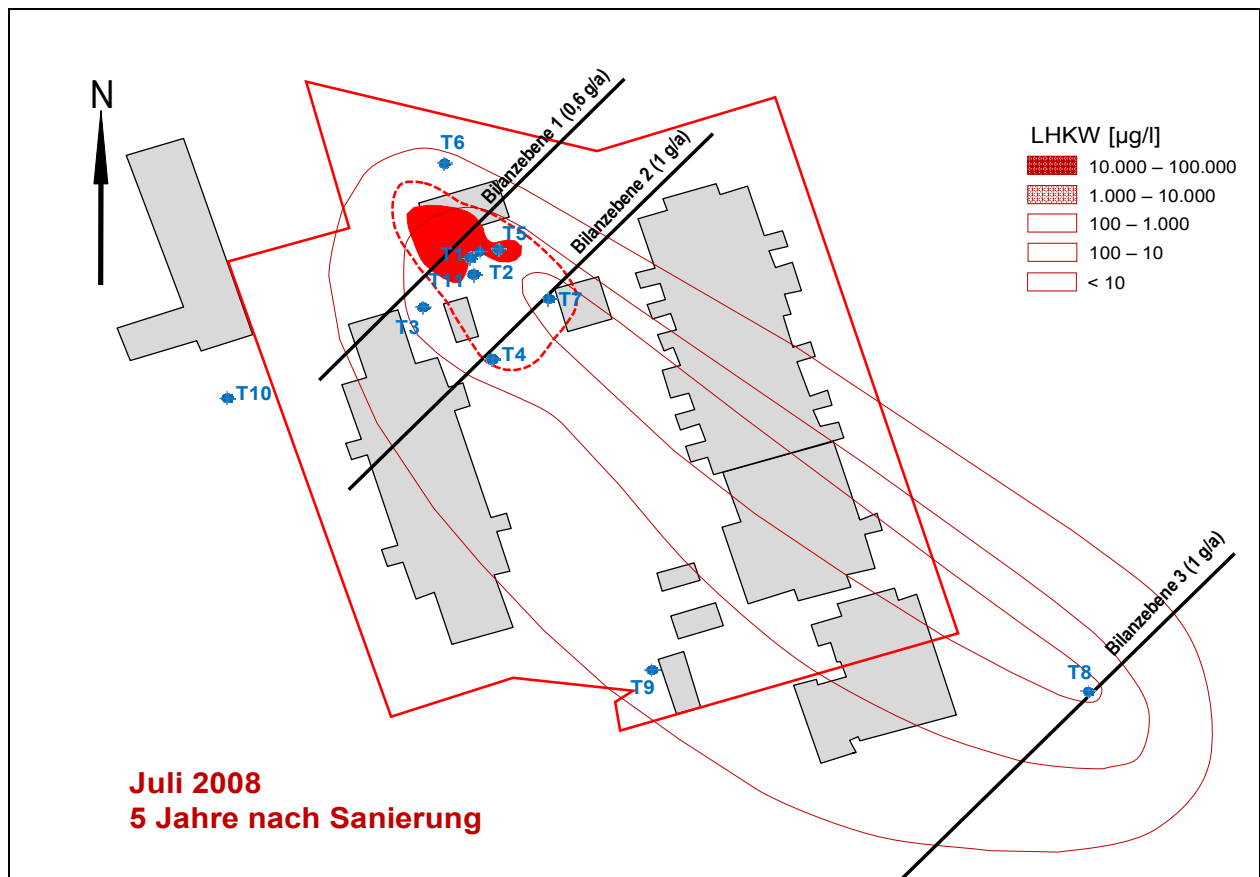 N
T6
Bilanzebene 1 (0,6 g/a)
Bilanzebene 2 (1 g/a)
LHKW [µg/l]
10.000 – 100.000
1.000 – 10.000
100 – 1.000
100 – 10
< 10
T5
T1
T2
T11
T7
T3
T4
T10
Bilanzebene 3 (1 g/a)
T8
T9
Juli 2008
5 Jahre nach Sanierung